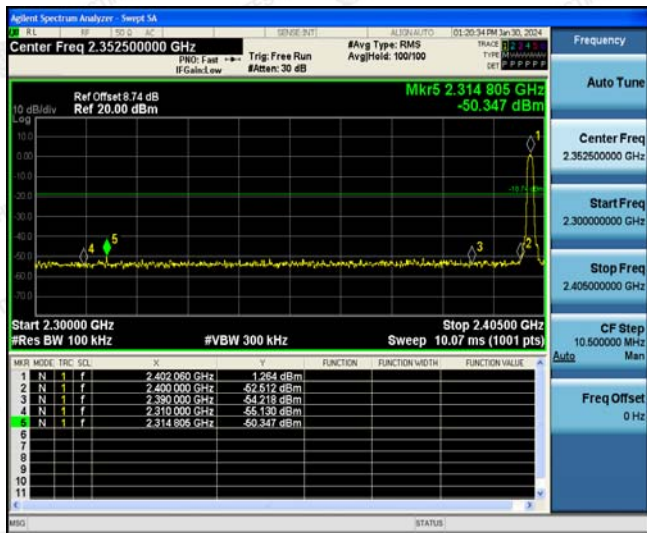 Agilent Spectrum Analyzer - Swept SA
RL RF 50 Ω AC SENSE:INT ALIGN AUTO 01:20:34 PM Jan 30, 2024
Center Freq 2.352500000 GHz
PNO: Fast
IFGain:Low
Trig: Free Run
#Atten: 30 dB
#Avg Type: RMS
Avg|Hold: 100/100
TRACE 1 2 3 4 5 6
TYPE
DET P P P P P P
Frequency
Mkr5 2.314 805 GHz
-50.347 dBm
Ref Offset 8.74 dB
Ref 20.00 dBm
10 dB/div
Log
10.0
0.00
-10.0
-20.0
-30.0
-40.0
-50.0
-60.0
-70.0
1
2
3
4
5
Start 2.30000 GHz
Stop 2.40500 GHz
#Res BW 100 kHz
#VBW 300 kHz
Sweep 10.07 ms (1001 pts)
MKR MODE TRC SCL X Y FUNCTION FUNCTION WIDTH FUNCTION VALUE
1 N 1 f 2.402 060 GHz 1.264 dBm
2 N 1 f 2.400 000 GHz -52.512 dBm
3 N 1 f 2.390 000 GHz -54.218 dBm
4 N 1 f 2.310 000 GHz -55.130 dBm
5 N 1 f 2.314 805 GHz -50.347 dBm
6
7
8
9
10
11
MSG
STATUS
Auto Tune
Center Freq
2.352500000 GHz
Start Freq
2.300000000 GHz
Stop Freq
2.405000000 GHz
CF Step
10.500000 MHz
Auto Man
Freq Offset
0 Hz